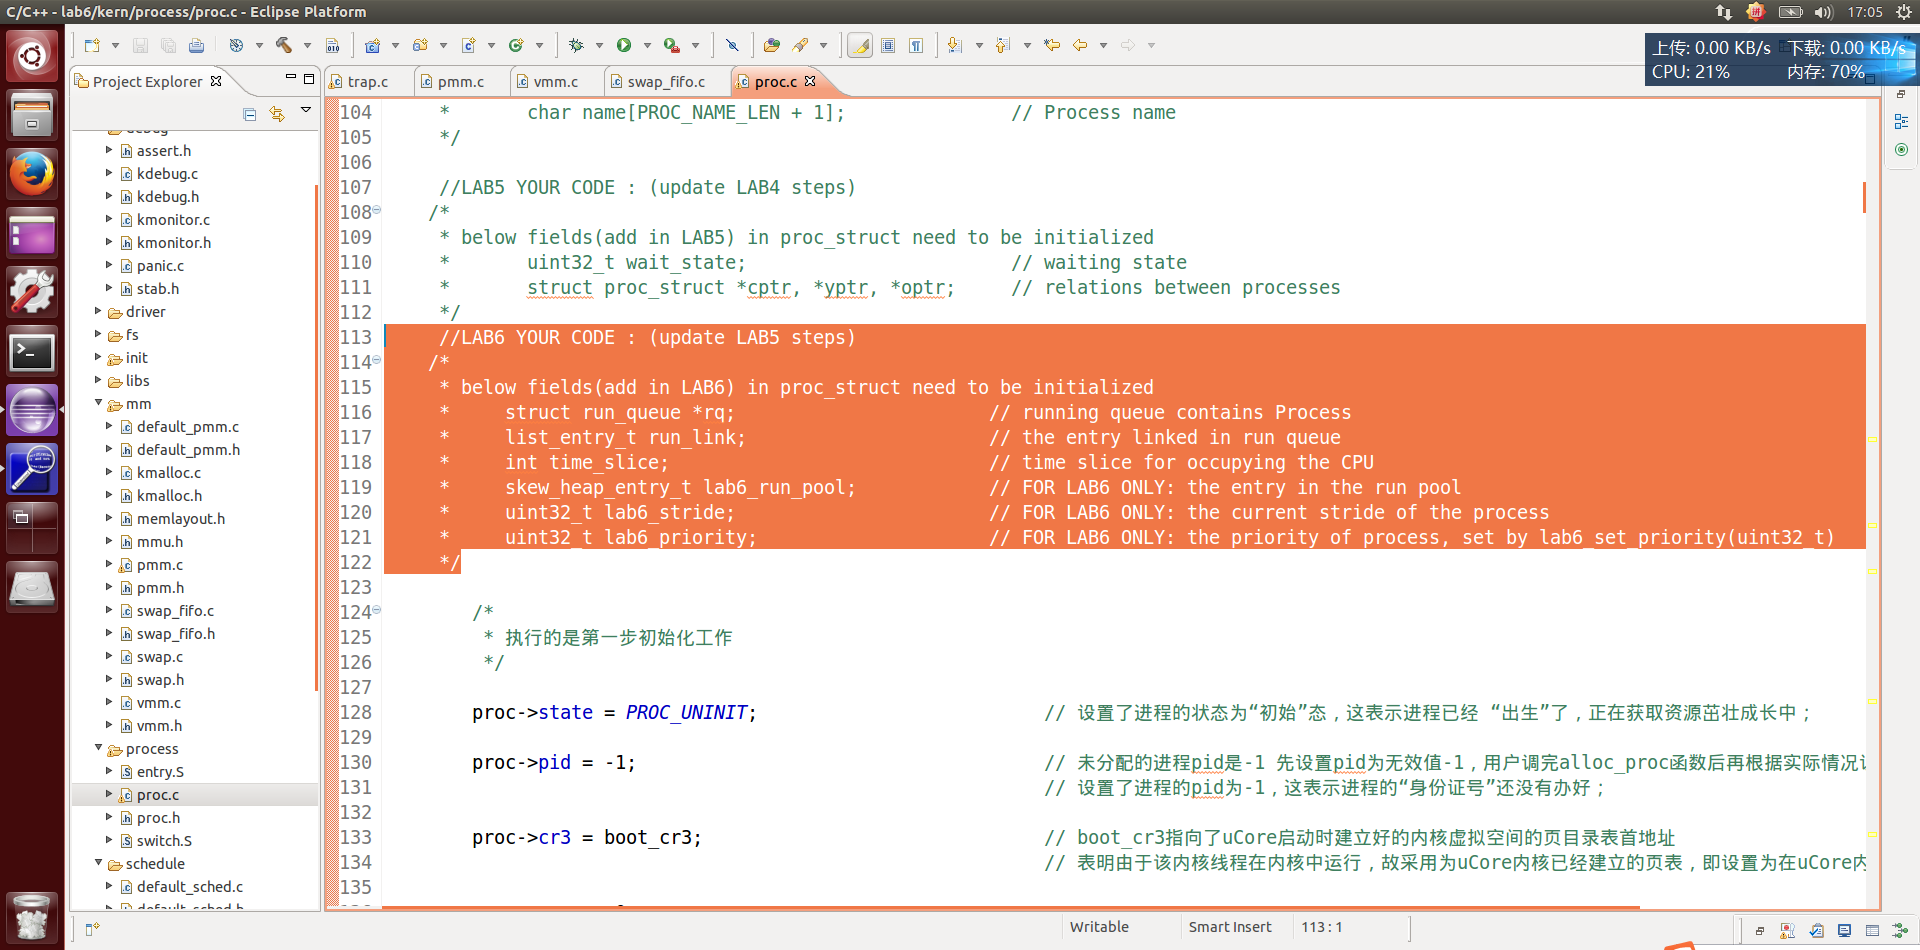 C/C++ - lab6/kern/process/proc.c - Eclipse Platform
17:05
上传: 0.00 KB/s 下载: 0.00 KB/s
CPU: 21% 内存: 70%
Project Explorer
trap.c
pmm.c
vmm.c
swap_fifo.c
proc.c
debug
assert.h
kdebug.c
kdebug.h
kmonitor.c
kmonitor.h
panic.c
stab.h
driver
fs
init
libs
mm
default_pmm.c
default_pmm.h
kmalloc.c
kmalloc.h
memlayout.h
mmu.h
pmm.c
pmm.h
swap_fifo.c
swap_fifo.h
swap.c
swap.h
vmm.c
vmm.h
process
entry.S
proc.c
proc.h
switch.S
schedule
default_sched.c
default_sched.h
104 * char name[PROC_NAME_LEN + 1]; // Process name
105 */
106
107 //LAB5 YOUR CODE : (update LAB4 steps)
108 /*
109 * below fields(add in LAB5) in proc_struct need to be initialized
110 * uint32_t wait_state; // waiting state
111 * struct proc_struct *cptr, *yptr, *optr; // relations between processes
112 */
113 //LAB6 YOUR CODE : (update LAB5 steps)
114 /*
115 * below fields(add in LAB6) in proc_struct need to be initialized
116 * struct run_queue *rq; // running queue contains Process
117 * list_entry_t run_link; // the entry linked in run queue
118 * int time_slice; // time slice for occupying the CPU
119 * skew_heap_entry_t lab6_run_pool; // FOR LAB6 ONLY: the entry in the run pool
120 * uint32_t lab6_stride; // FOR LAB6 ONLY: the current stride of the process
121 * uint32_t lab6_priority; // FOR LAB6 ONLY: the priority of process, set by lab6_set_priority(uint32_t)
122 */
123
124 /*
125 * 执行的是第一步初始化工作
126 */
127
128 proc->state = PROC_UNINIT; // 设置了进程的状态为“初始”态，这表示进程已经 “出生”了，正在获取资源茁壮成长中；
129
130 proc->pid = -1; // 未分配的进程pid是-1 先设置pid为无效值-1，用户调完alloc_proc函数后再根据实际情况
131 // 设置了进程的pid为-1，这表示进程的“身份证号”还没有办好；
132
133 proc->cr3 = boot_cr3; // boot_cr3指向了uCore启动时建立好的内核虚拟空间的页目录表首地址
134 // 表明由于该内核线程在内核中运行，故采用为uCore内核已经建立的页表，即设置为在uCore内
135
Writable
Smart Insert
113 : 1